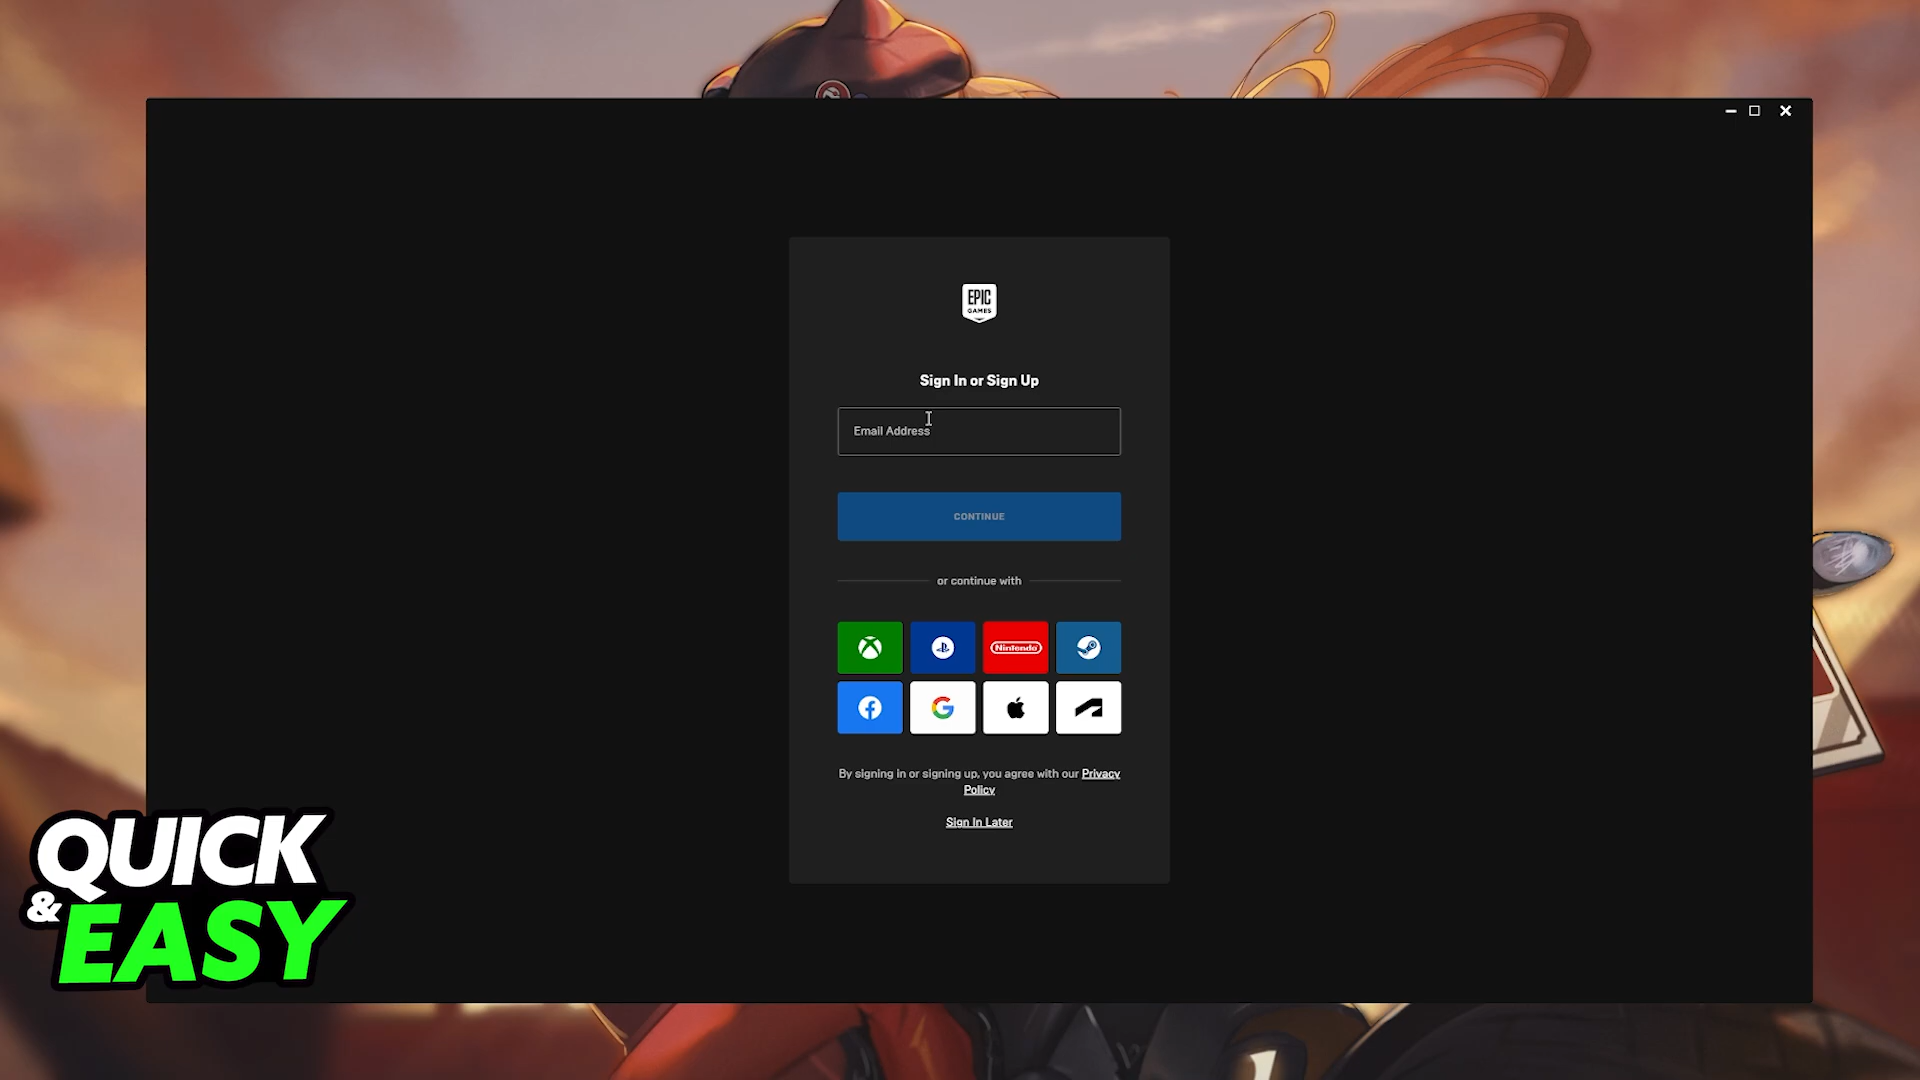 EPIC
GAMES
Sign In or Sign Up
Email Address
CONTINUE
or continue with
Nintendo
By signing in or signing up, you agree with our Privacy
Policy
Sign In Later
QUICK
&EASY